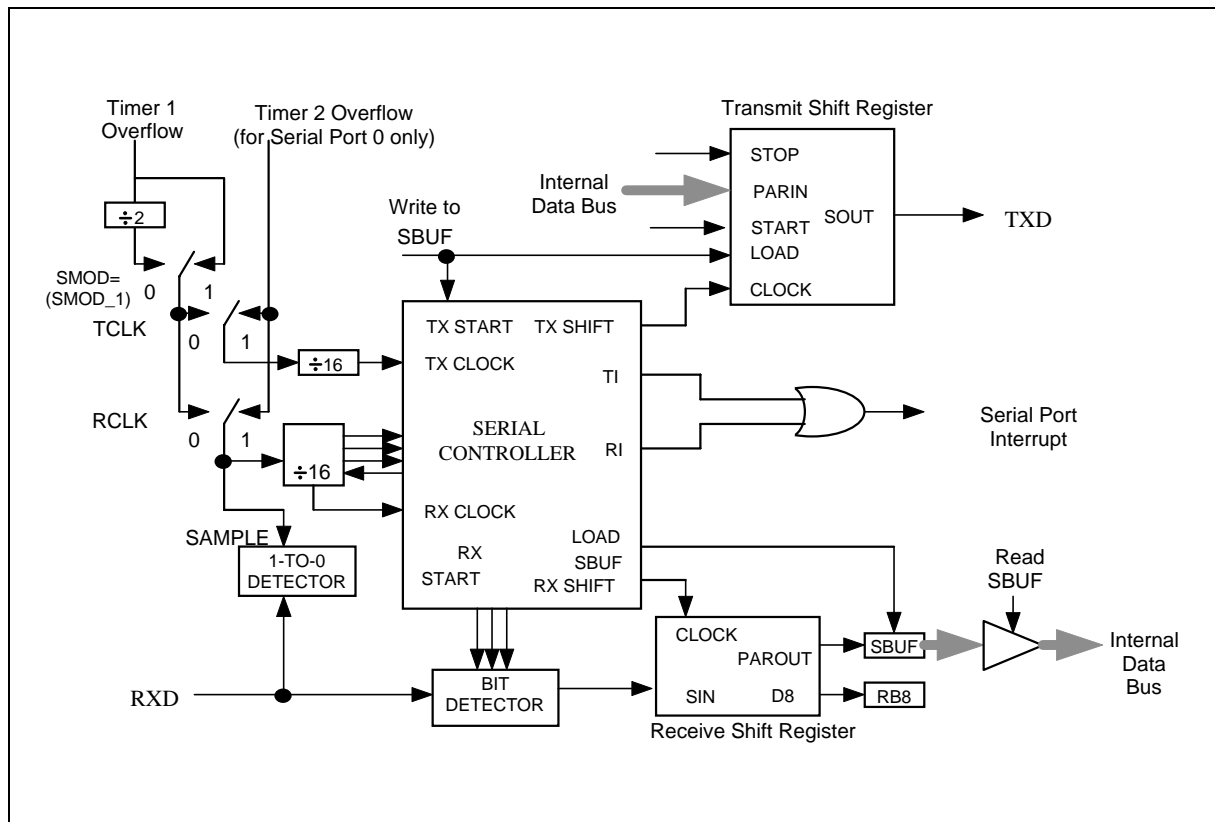 Timer 1
Overflow
Timer 2 Overflow
(for Serial Port 0 only)
Transmit Shift Register
÷2
SMOD=
(SMOD_1)
0
1
TCLK
0
1
÷16
RCLK
0
1
÷16
SAMPLE
1-TO-0
DETECTOR
RXD
Write to
SBUF
Internal
Data Bus
STOP
PARIN
START
LOAD
CLOCK
SOUT
TXD
TX START
TX SHIFT
TX CLOCK
TI
SERIAL
CONTROLLER
RI
RX CLOCK
LOAD
SBUF
RX
START
RX SHIFT
Serial Port
Interrupt
BIT
DETECTOR
CLOCK
PAROUT
SIN
D8
Receive Shift Register
SBUF
RB8
Read
SBUF
Internal
Data
Bus